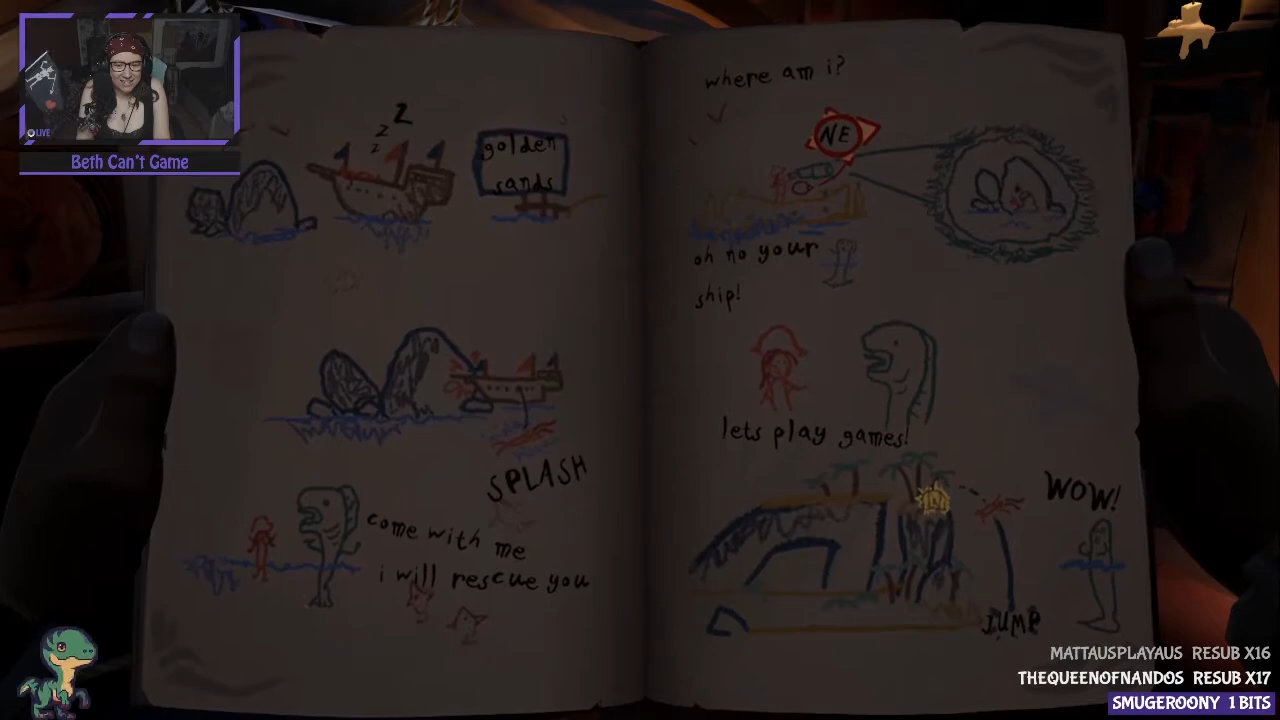 LIVE
Beth Can't Game
z
z
z
golden
sands
SPLASH
come with me
i will rescue you
where am i?
NE
oh no your
ship!
lets play games!
WOW!
JUMP
MATTAUSPLAYAUS RESUB X16
THEQUEENOFNANDOS RESUB X17
SMUGEROONY 1 BITS